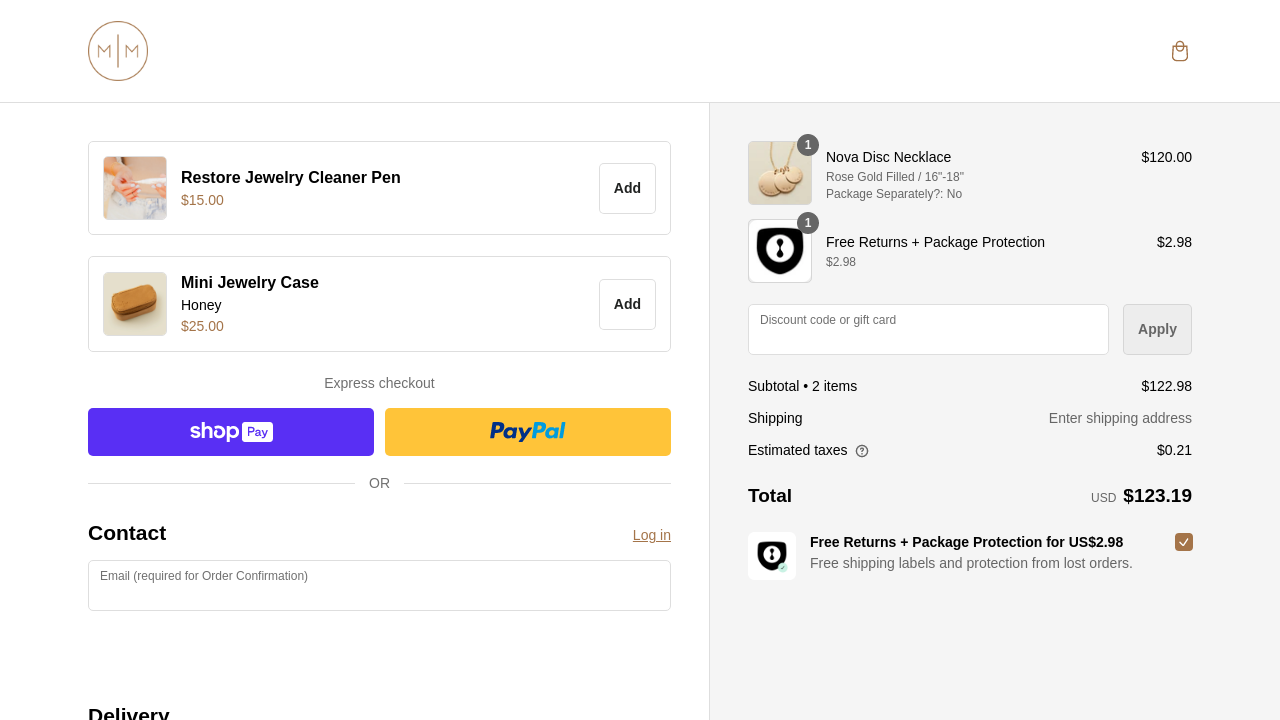 M|M
Restore Jewelry Cleaner Pen
$15.00
Add
Mini Jewelry Case
Honey
$25.00
Add
Express checkout
shop Pay
PayPal
OR
Contact
Log in
Email (required for Order Confirmation)
Delivery
1
Nova Disc Necklace
$120.00
Rose Gold Filled / 16"-18"
Package Separately?: No
1
Free Returns + Package Protection
$2.98
$2.98
Discount code or gift card
Apply
Subtotal • 2 items
$122.98
Shipping
Enter shipping address
Estimated taxes
$0.21
Total
USD $123.19
Free Returns + Package Protection for US$2.98
Free shipping labels and protection from lost orders.